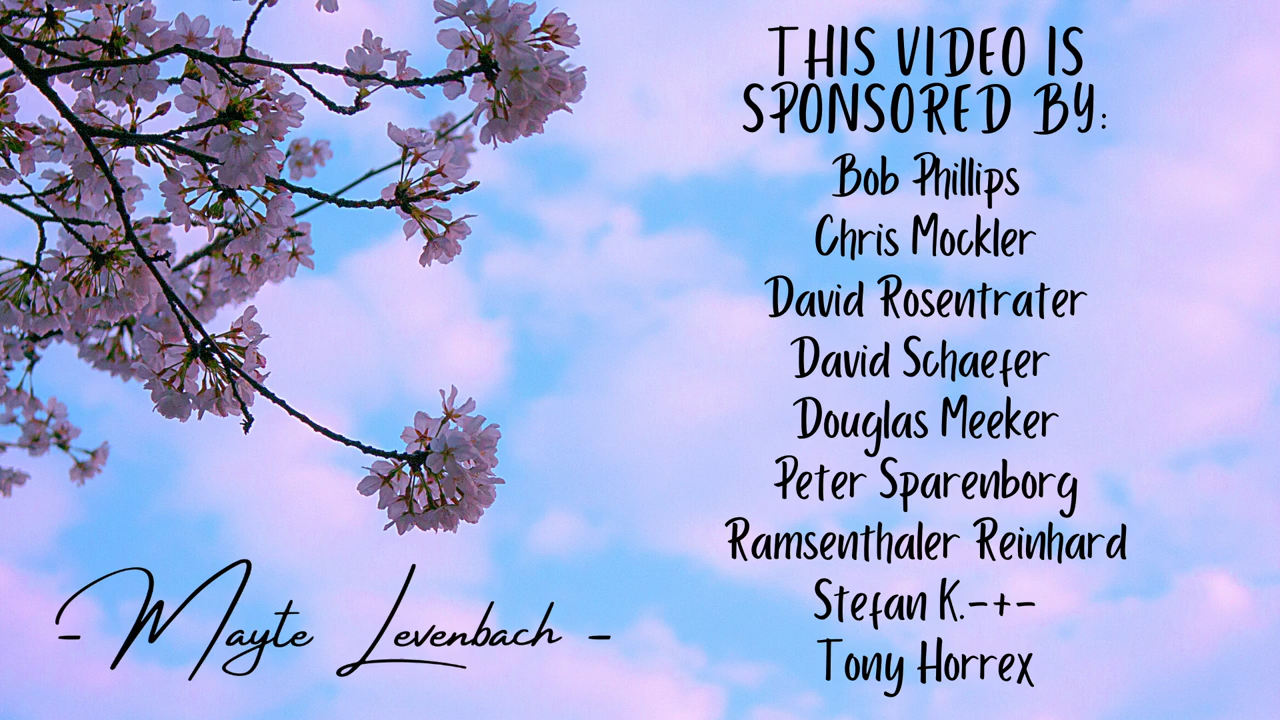 THIS VIDEO IS
SPONSORED BY:
Bob Phillips
Chris Mockler
David Rosentrater
David Schaefer
Douglas Meeker
Peter Sparenborg
Ramsenthaler Reinhard
Stefan K.-+-
Tony Horrex
- Mayte Levenbach -